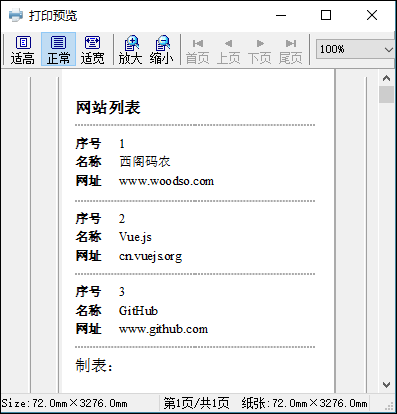 打印预览
适高 正常 适宽 放大 缩小 首页 上页 下页 尾页 100%
网站列表
序号 1
名称 西阁码农
网址 www.woodso.com
序号 2
名称 Vue.js
网址 cn.vuejs.org
序号 3
名称 GitHub
网址 www.github.com
制表：
Size:72.0mm×3276.0mm 第1页/共1页 纸张:72.0mm×3276.0mm